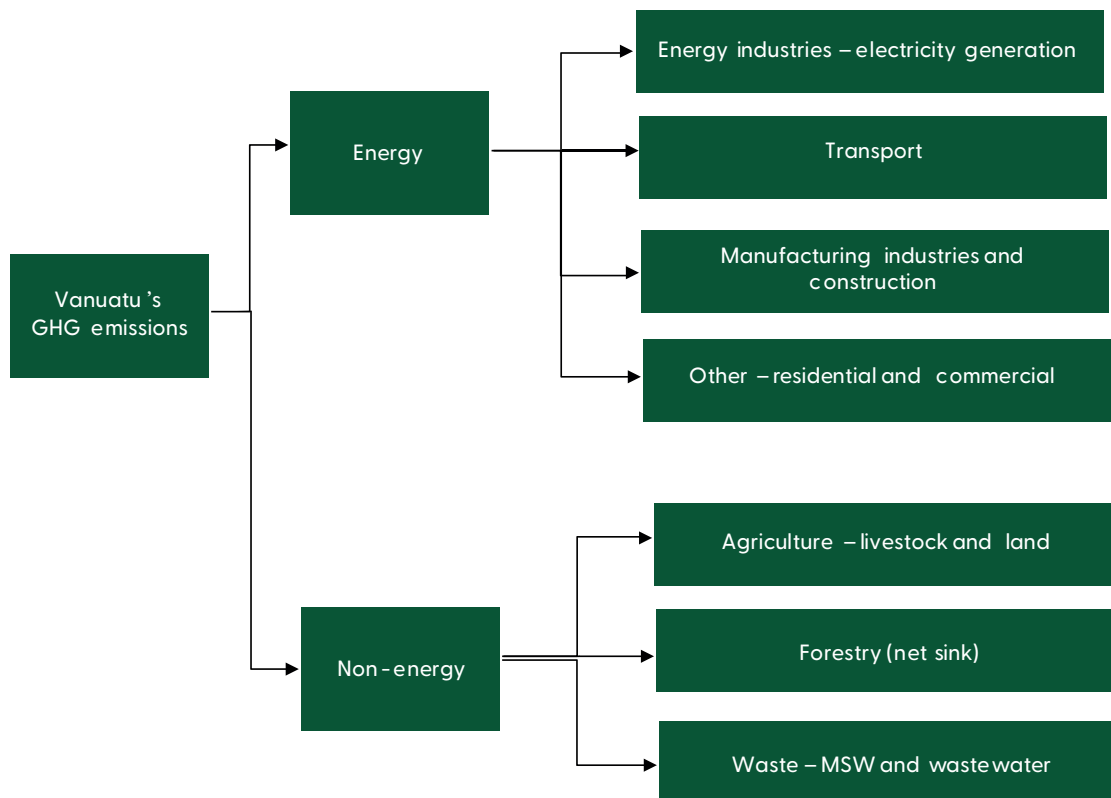 Vanuatu's
GHG emissions
Energy
Energy industries – electricity generation
Transport
Manufacturing industries and
construction
Other – residential and commercial
Non-energy
Agriculture – livestock and land
Forestry (net sink)
Waste – MSW and wastewater